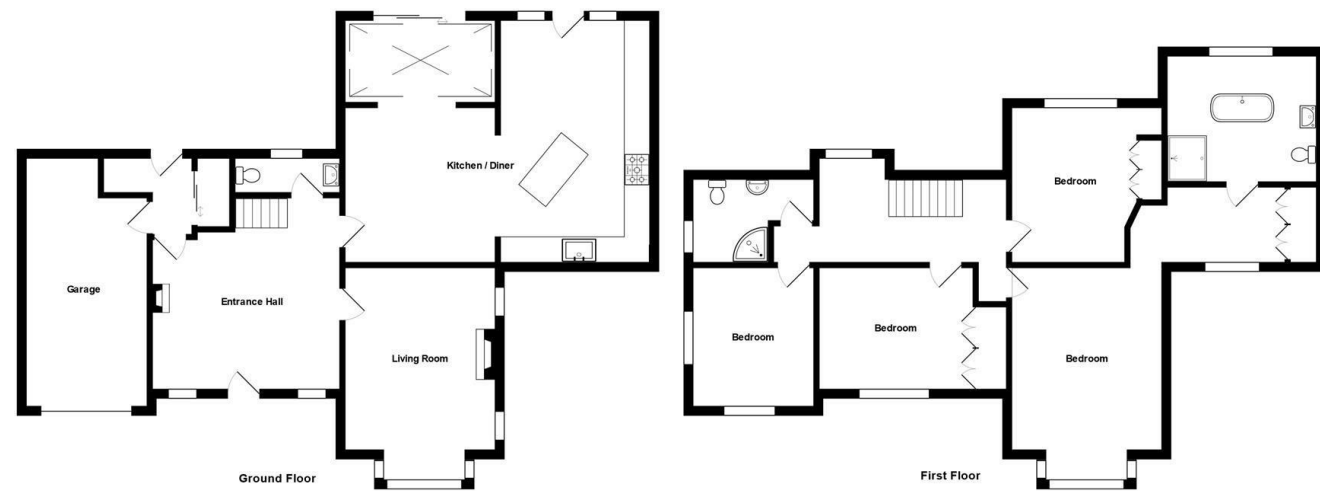 Kitchen / Diner
Garage
Entrance Hall
Living Room
Ground Floor
Bedroom
Bedroom
Bedroom
Bedroom
First Floor